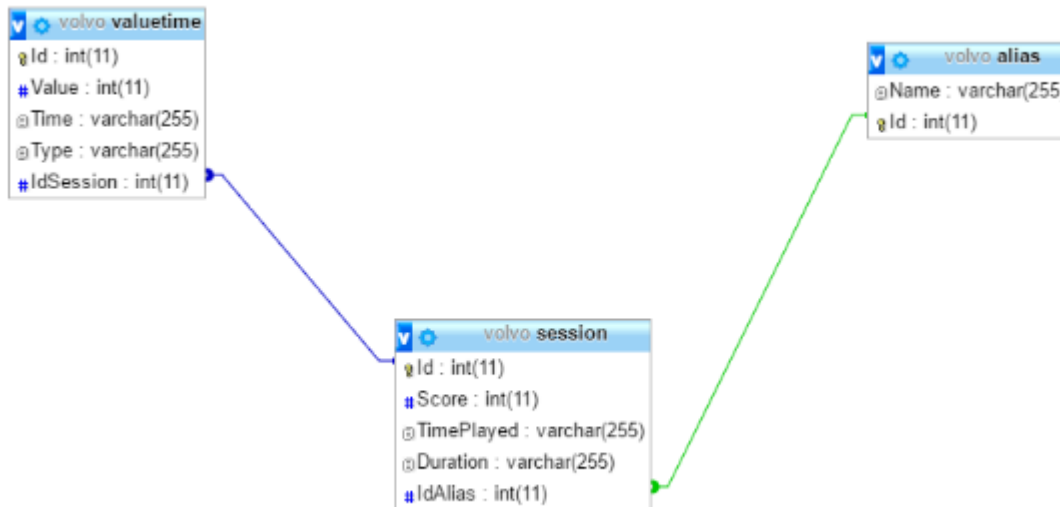 volvo valuetime
Id : int(11)
Value : int(11)
Time : varchar(255)
Type : varchar(255)
IdSession : int(11)
volvo alias
Name : varchar(255
Id : int(11)
volvo session
Id : int(11)
Score : int(11)
TimePlayed : varchar(255)
Duration : varchar(255)
IdAlias : int(11)